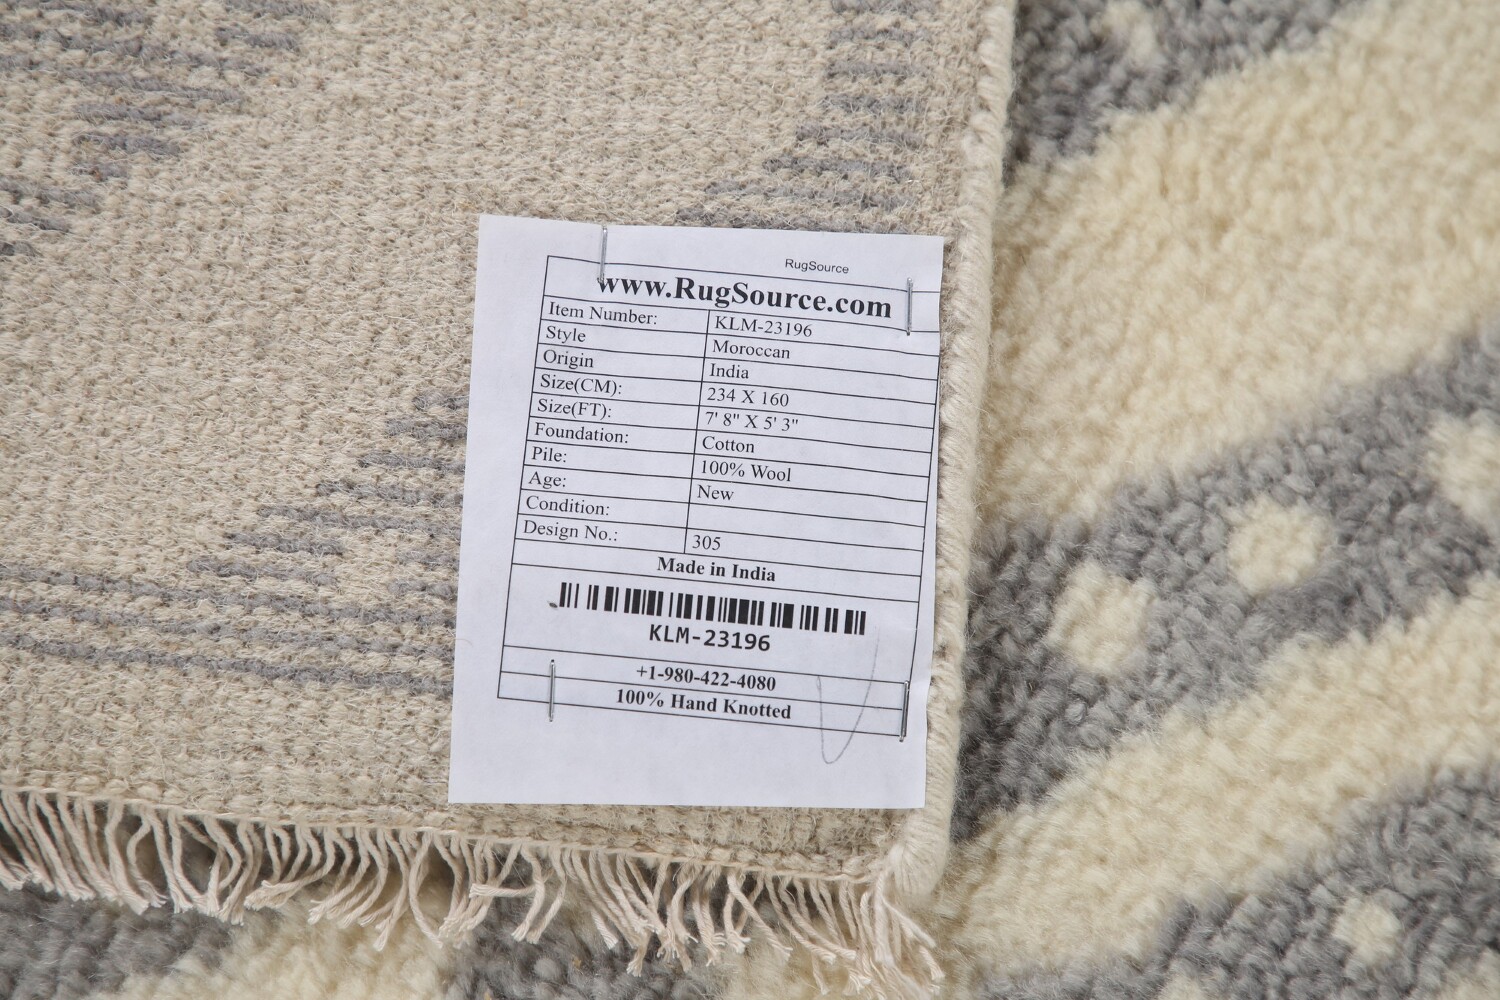 RugSource
www.RugSource.com
Item Number: KLM-23196
Style Moroccan
Origin India
Size(CM): 234 X 160
Size(FT): 7' 8" X 5' 3"
Foundation: Cotton
Pile: 100% Wool
Age: New
Condition:
Design No.: 305
Made in India
KLM-23196
+1-980-422-4080
100% Hand Knotted